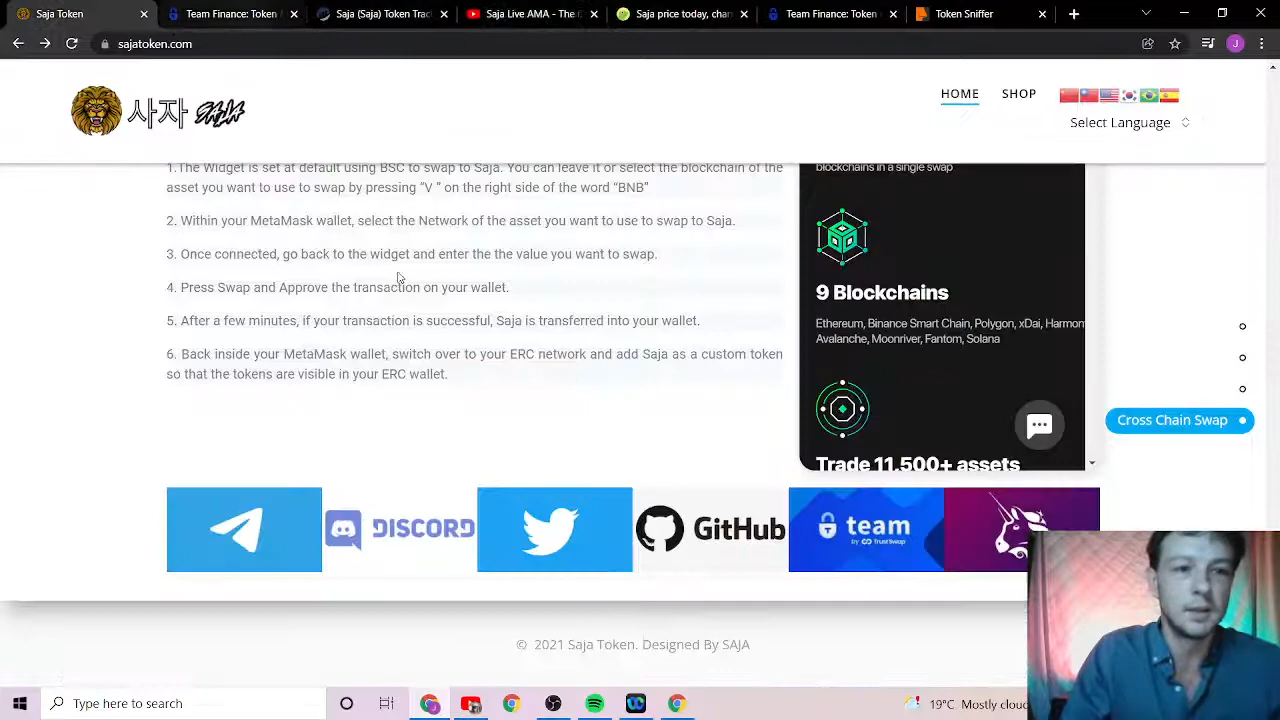 Saja Token
Team Finance: Token
Saja (Saja) Token Trac
Saja Live AMA - The
Saja price today, char
Team Finance: Token
Token Sniffer
sajatoken.com
J
사자 SAJA
HOME
SHOP
Select Language
1.The Widget is set at default using BSC to swap to Saja. You can leave it or select the blockchain of the
asset you want to use to swap by pressing “V ” on the right side of the word “BNB”
2. Within your MetaMask wallet, select the Network of the asset you want to use to swap to Saja.
3. Once connected, go back to the widget and enter the the value you want to swap.
4. Press Swap and Approve the transaction on your wallet.
5. After a few minutes, if your transaction is successful, Saja is transferred into your wallet.
6. Back inside your MetaMask wallet, switch over to your ERC network and add Saja as a custom token
so that the tokens are visible in your ERC wallet.
blockchains in a single swap
9 Blockchains
Ethereum, Binance Smart Chain, Polygon, xDai, Harmon
Avalanche, Moonriver, Fantom, Solana
Trade 11,500+ assets
Cross Chain Swap
DISCORD
GitHub
team
by TrustSwap
© 2021 Saja Token. Designed By SAJA
Type here to search
19°C Mostly cloud